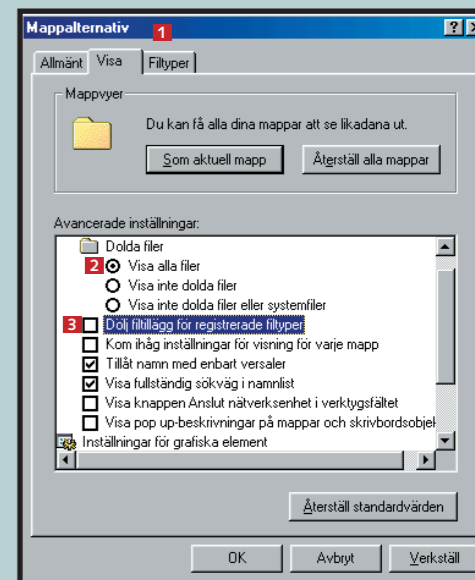 Mappalternativ
1
Allmänt Visa Filtyper
Mappvyer
Du kan få alla dina mappar att se likadana ut.
Som aktuell mapp Återställ alla mappar
Avancerade inställningar:
Dolda filer
2 Visa alla filer
Visa inte dolda filer
Visa inte dolda filer eller systemfiler
3 Dölj filtillägg för registrerade filtyper
Kom ihåg inställningar för visning för varje mapp
Tillåt namn med enbart versaler
Visa fullständig sökväg i namnlist
Visa knappen Anslut nätverksenhet i verktygsfältet
Visa pop up-beskrivningar på mappar och skrivbordsobjek
Inställningar för grafiska element
Återställ standardvärden
OK Avbryt Verkställ